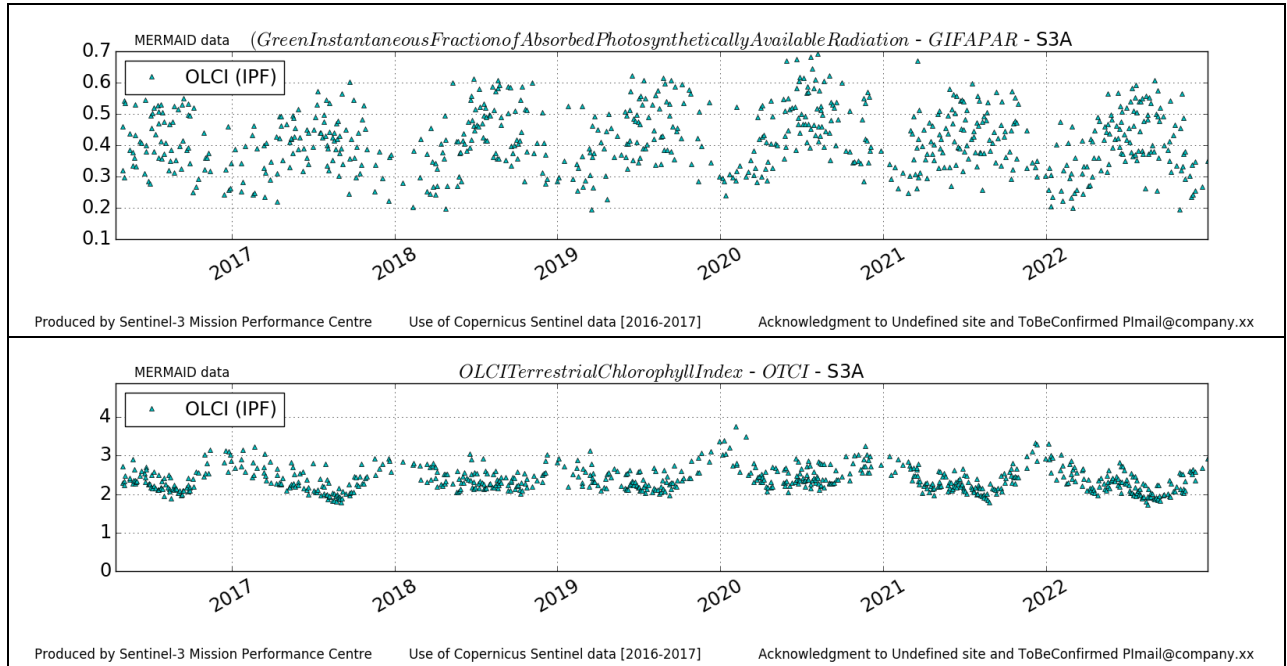 MERMAID data (GreenInstantaneousFractionofAbsorbedPhotosyntheticallyAvailableRadiation - GIFAPAR - S3A
0.7
OLCI (IPF)
0.6
0.5
0.4
0.3
0.2
0.1
2017 2018 2019 2020 2021 2022
Produced by Sentinel-3 Mission Performance Centre Use of Copernicus Sentinel data [2016-2017] Acknowledgment to Undefined site and ToBeConfirmed PImail@company.xx
MERMAID data OLCITerrestrialChlorophyllIndex - OTCI - S3A
OLCI (IPF)
4
3
2
1
0
2017 2018 2019 2020 2021 2022
Produced by Sentinel-3 Mission Performance Centre Use of Copernicus Sentinel data [2016-2017] Acknowledgment to Undefined site and ToBeConfirmed PImail@company.xx